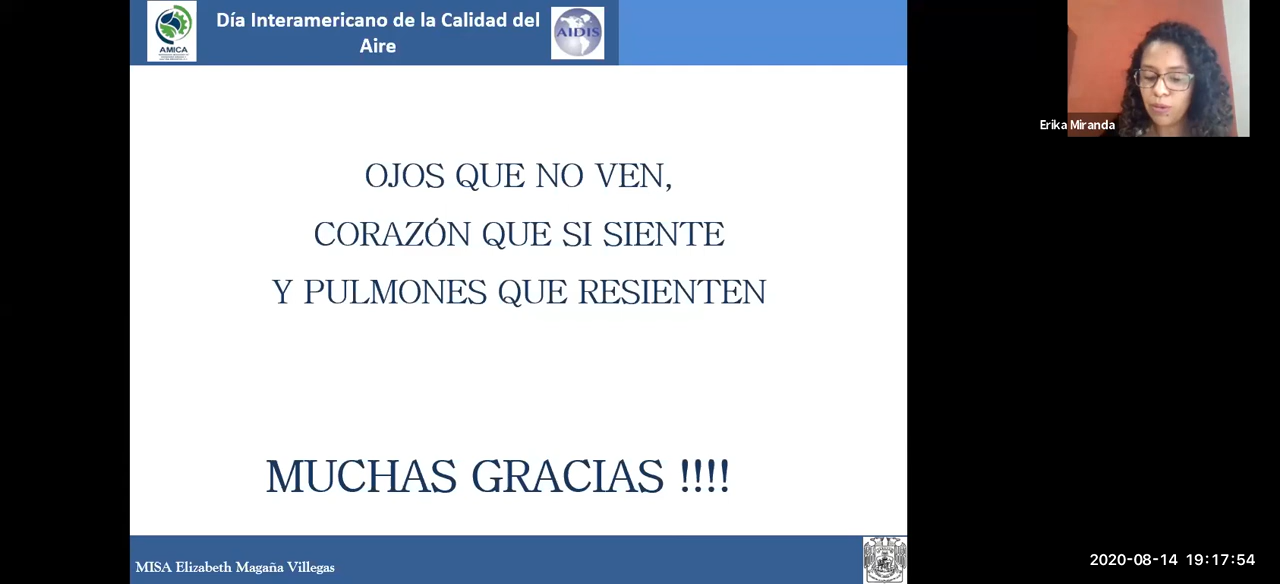 Día Interamericano de la Calidad del
Aire
AMICA
AIDIS
Erika Miranda
OJOS QUE NO VEN,
CORAZÓN QUE SI SIENTE
Y PULMONES QUE RESIENTEN
MUCHAS GRACIAS !!!!
MISA Elizabeth Magaña Villegas
2020-08-14 19:17:54